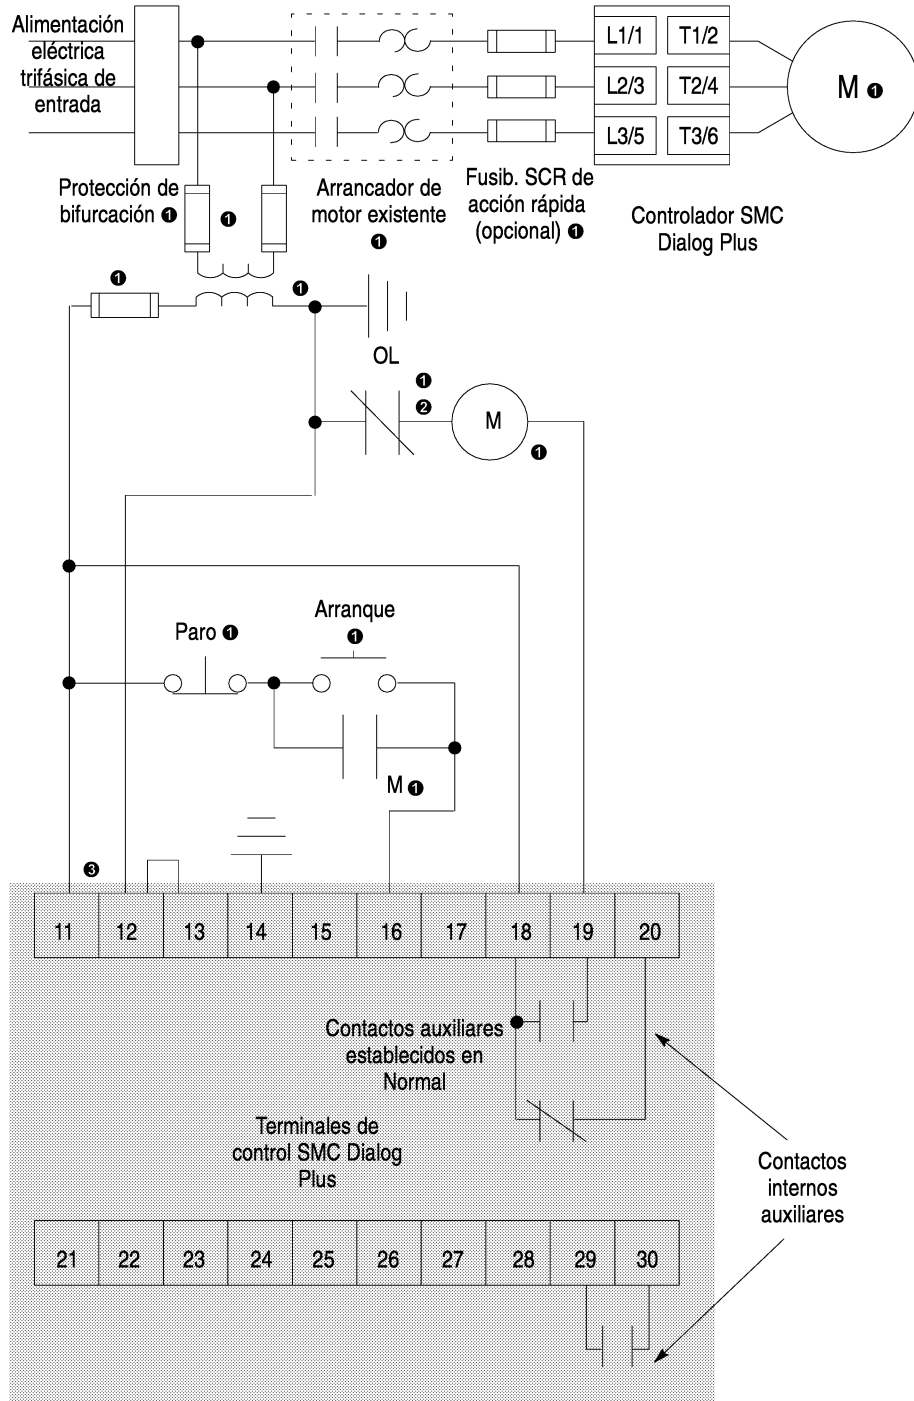 Alimentación
eléctrica
trifásica de
entrada
L1/1 T1/2
L2/3 T2/4
L3/5 T3/6
M ❶
Protección de
bifurcación ❶
❶
Arrancador de
motor existente
❶
Fusib. SCR de
acción rápida
(opcional) ❶
Controlador SMC
Dialog Plus
❶
❶
OL
❶
❷
M
❶
Arranque
❶
Paro ❶
M ❶
❸
11 12 13 14 15 16 17 18 19 20
Contactos auxiliares
establecidos en
Normal
Terminales de
control SMC Dialog
Plus
Contactos
internos
auxiliares
21 22 23 24 25 26 27 28 29 30